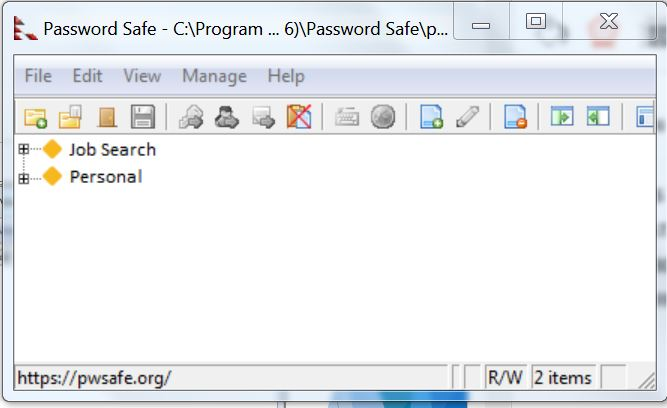 Password Safe - C:\Program ... 6)\Password Safe\p...
File Edit View Manage Help
Job Search
Personal
https://pwsafe.org/ R/W 2 items